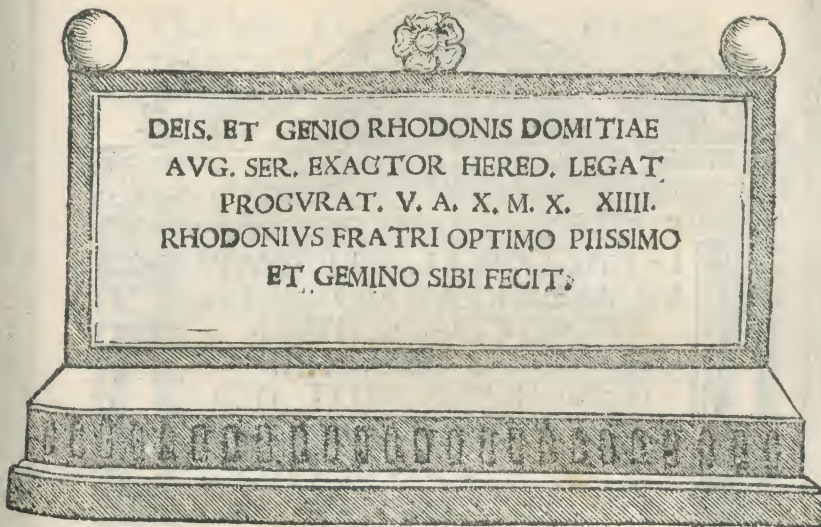 DEIS. ET GENIO RHODONIS DOMITIAE
AVG. SER. EXACTOR HERED. LEGAT.
PROCVRAT. V. A. X. M. X. XIIII.
RHODONIVS FRATRI OPTIMO PIISSIMO
ET GEMINO SIBI FECIT.